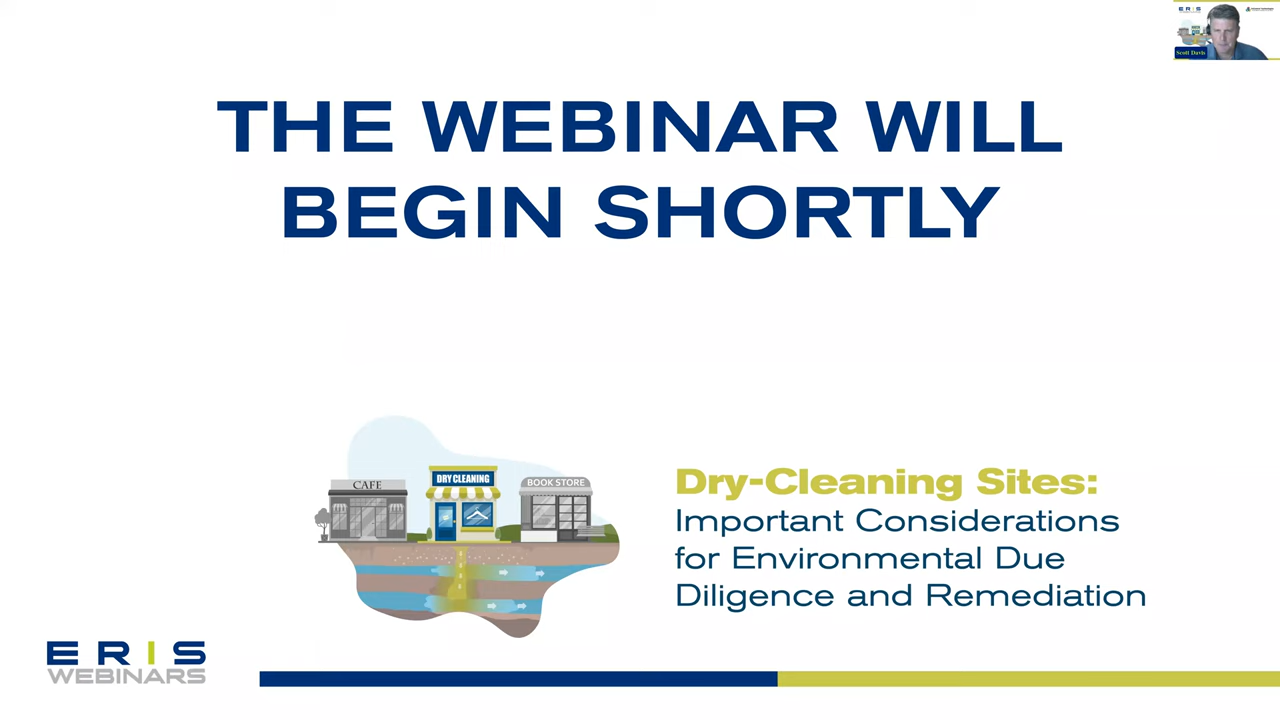 ERIS
Scott Davis
THE WEBINAR WILL
BEGIN SHORTLY
CAFE
DRY CLEANING
BOOK STORE
Dry-Cleaning Sites:
Important Considerations
for Environmental Due
Diligence and Remediation
ERIS
WEBINARS